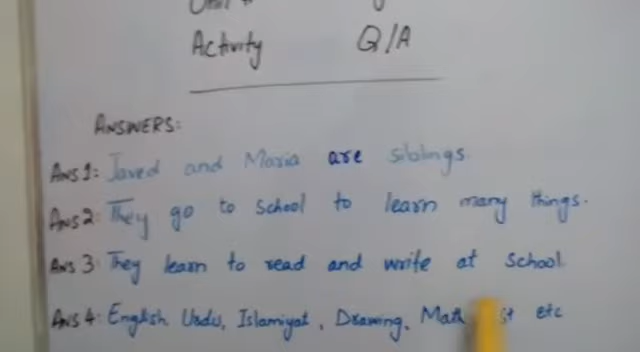 Activity Q/A
ANSWERS:
Ans 1: Javed and Maria are siblings.
Ans 2: They go to school to learn many things.
Ans 3: They learn to read and write at School
Ans 4: English Urdu, Islamiyat, Drawing, Math st etc